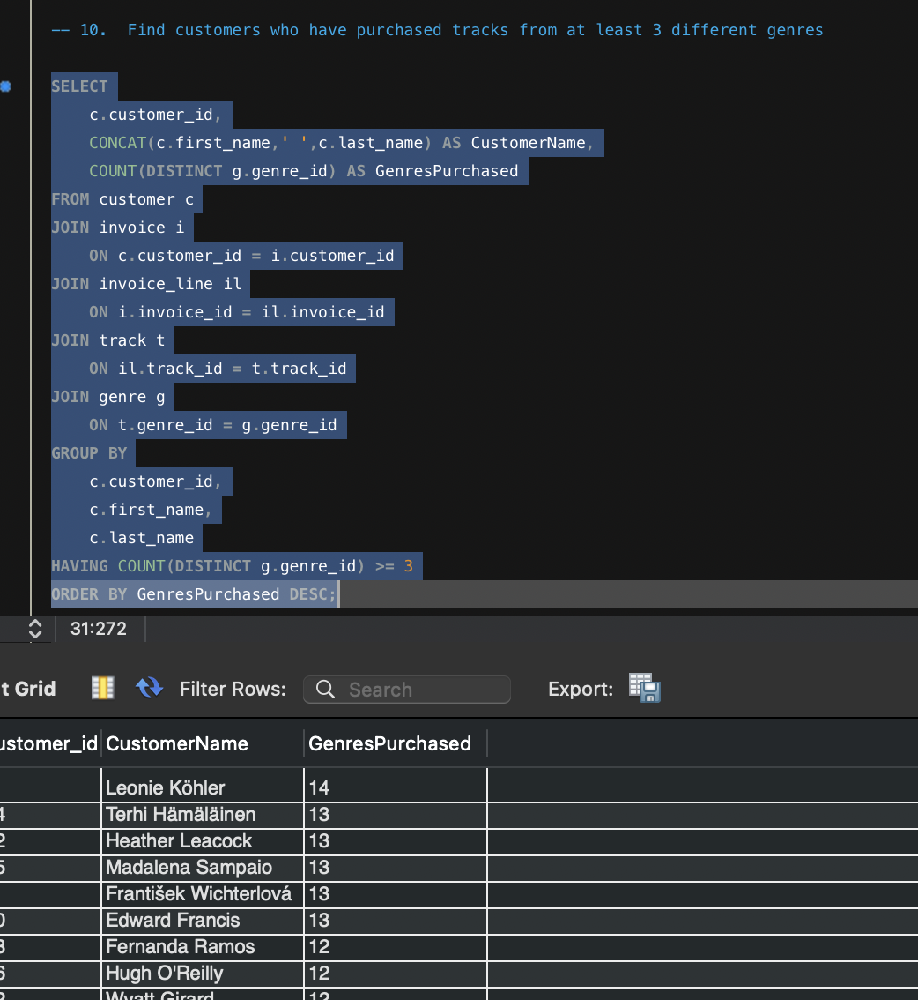 -- 10.  Find customers who have purchased tracks from at least 3 different genres
SELECT
    c.customer_id,
    CONCAT(c.first_name,' ',c.last_name) AS CustomerName,
    COUNT(DISTINCT g.genre_id) AS GenresPurchased
FROM customer c
JOIN invoice i
    ON c.customer_id = i.customer_id
JOIN invoice_line il
    ON i.invoice_id = il.invoice_id
JOIN track t
    ON il.track_id = t.track_id
JOIN genre g
    ON t.genre_id = g.genre_id
GROUP BY
    c.customer_id,
    c.first_name,
    c.last_name
HAVING COUNT(DISTINCT g.genre_id) >= 3
ORDER BY GenresPurchased DESC;
31:272
t Grid Filter Rows: Search Export:
ustomer_id CustomerName GenresPurchased
Leonie Köhler 14
4 Terhi Hämäläinen 13
2 Heather Leacock 13
5 Madalena Sampaio 13
František Wichterlová 13
0 Edward Francis 13
3 Fernanda Ramos 12
6 Hugh O'Reilly 12
2 Wyatt Girard 12